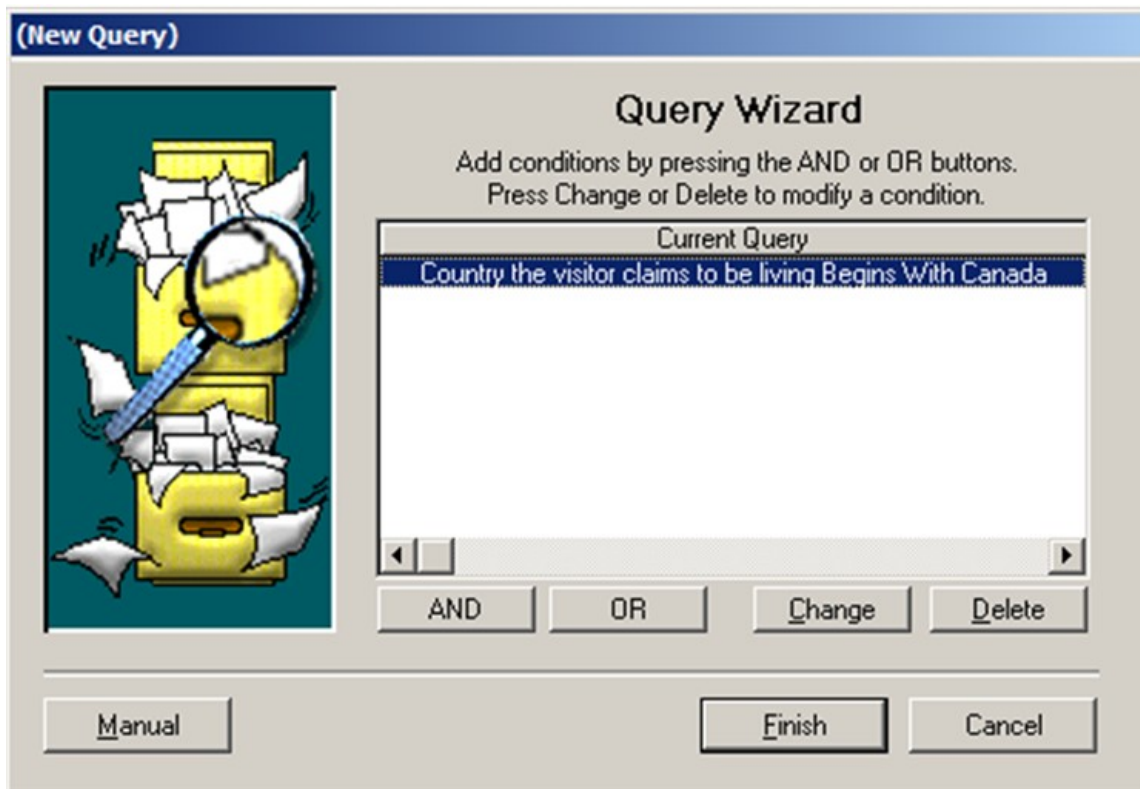 (New Query)
Query Wizard
Add conditions by pressing the AND or OR buttons.
Press Change or Delete to modify a condition.
Current Query
Country the visitor claims to be living Begins With Canada
AND OR Change Delete
Manual Finish Cancel